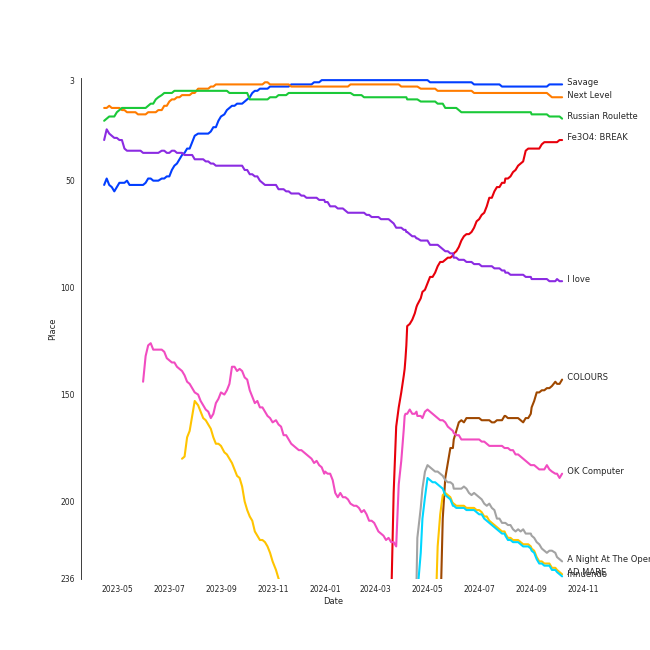 3
50
100
150
200
236
Place
Savage
Next Level
Russian Roulette
Fe3O4: BREAK
I love
COLOURS
OK Computer
A Night At The Oper
AD MARE
Innuendo
2023-05
2023-07
2023-09
2023-11
2024-01
2024-03
2024-05
2024-07
2024-09
2024-11
Date